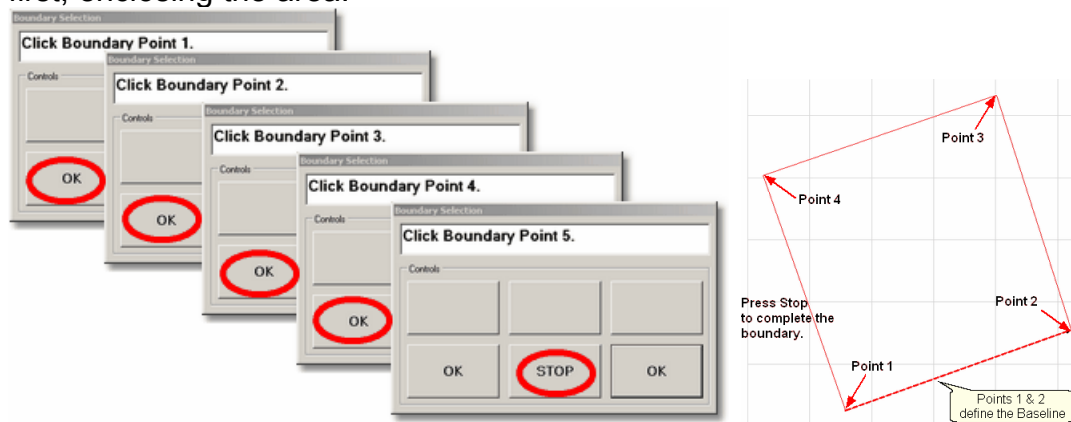 first, enclosing the area.
Boundary Selection
Click Boundary Point 1.
Controls
OK
Boundary Selection
Click Boundary Point 2.
Controls
OK
Boundary Selection
Click Boundary Point 3.
Controls
OK
Boundary Selection
Click Boundary Point 4.
Controls
OK
Boundary Selection
Click Boundary Point 5.
Controls
OK
STOP
OK
Point 3
Point 4
Point 2
Press Stop
to complete the
boundary.
Point 1
Points 1 & 2
define the Baseline